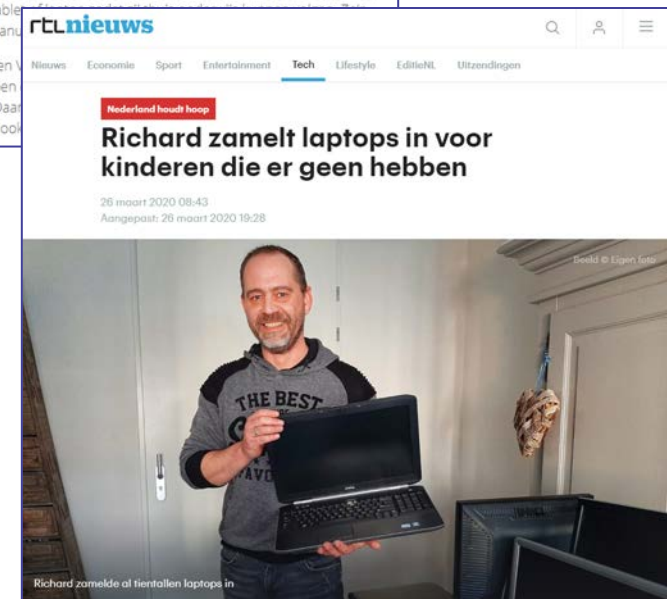 rtlnieuws
Nieuws Economie Sport Entertainment Tech Lifestyle EditieNL Uitzendingen
Nederland houdt hoop
Richard zamelt laptops in voor
kinderen die er geen hebben
26 maart 2020 08:43
Aangepast: 26 maart 2020 19:28
Beeld © Eigen foto
THE BEST
Richard zamelde al tientallen laptops in